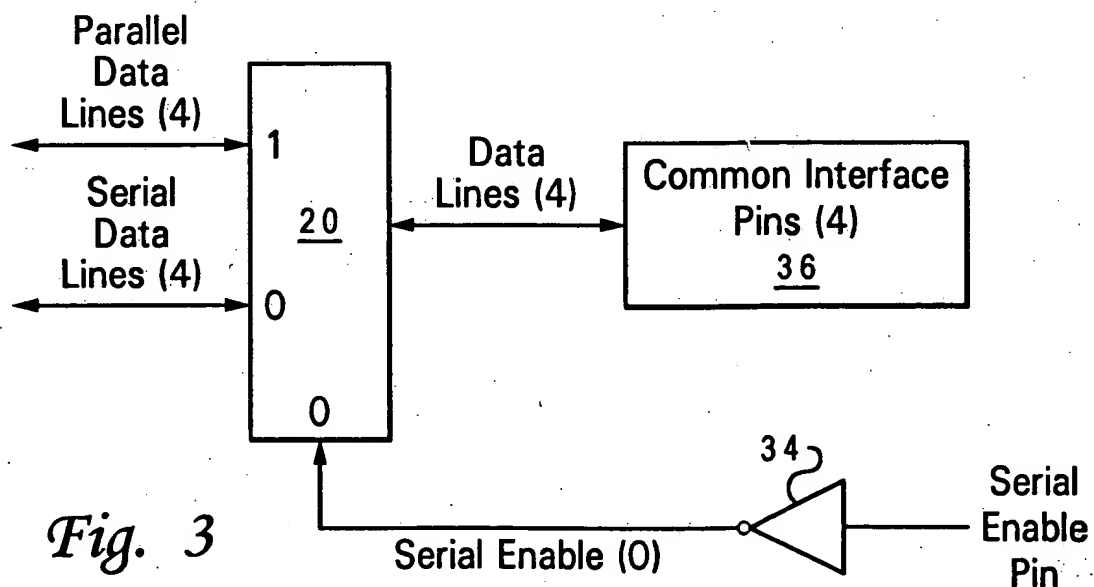 Parallel
Data
Lines (4)
1
Serial
Data
Lines (4)
0
20
0
Data
Lines (4)
Common Interface
Pins (4)
36
34
Serial
Enable
Pin
Serial Enable (0)
Fig. 3